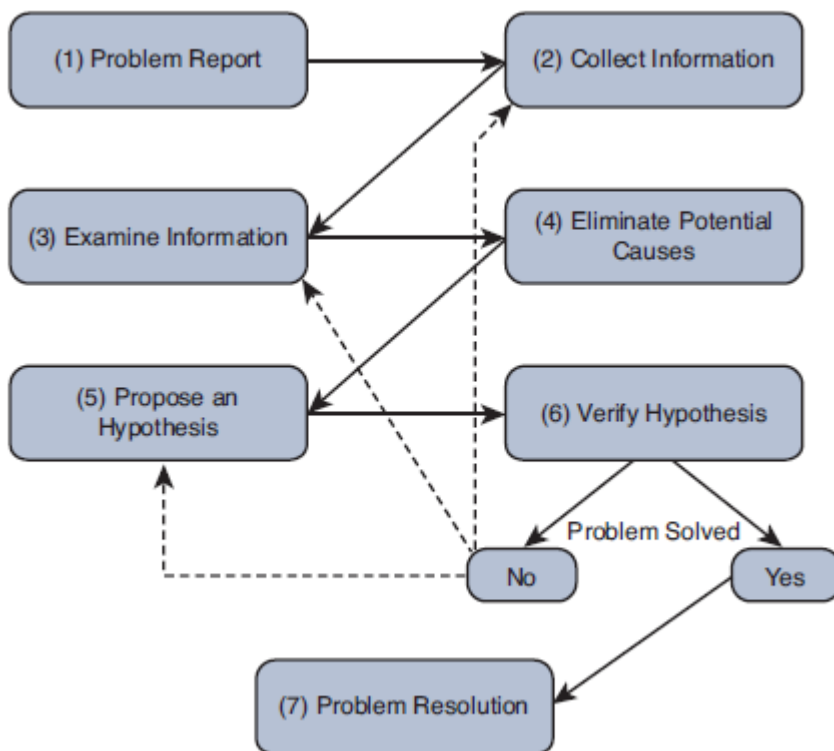 (1) Problem Report
(2) Collect Information
(3) Examine Information
(4) Eliminate Potential
Causes
(5) Propose an
Hypothesis
(6) Verify Hypothesis
Problem Solved
No
Yes
(7) Problem Resolution